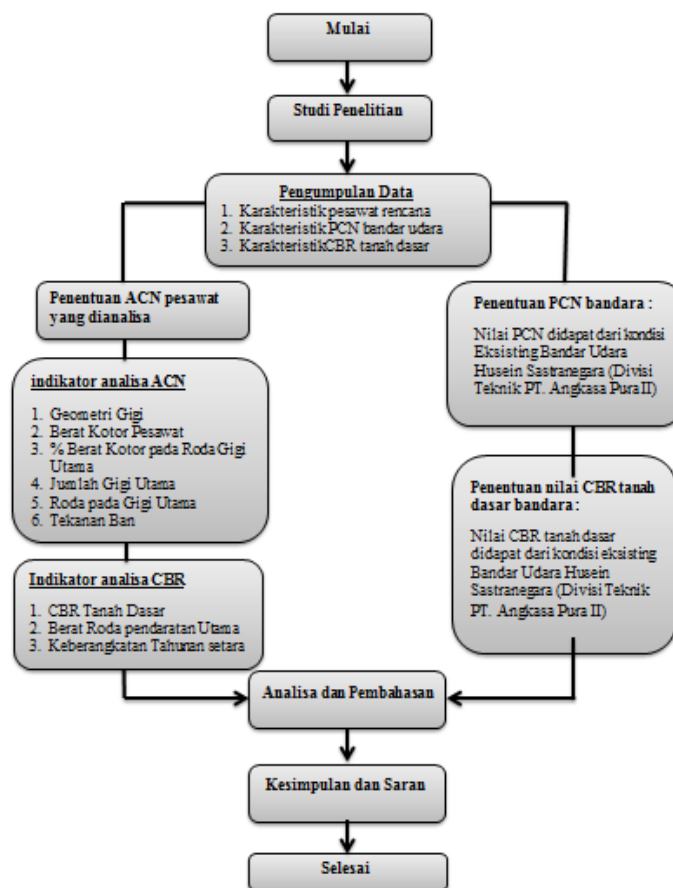 Mulai
Studi Penelitian
Pengumpulan Data
1. Karakteristik pesawat rencana
2. Karakteristik PCN bandar udara
3. Karakteristik CBR tanah dasar
Penentuan ACN pesawat
yang dianalisa
indikator analisa ACN
1. Geometri Gigi
2. Berat Kotor Pesawat
3. % Berat Kotor pada Roda Gigi
Utama
4. Jumlah Gigi Utama
5. Roda pada Gigi Utama
6. Tekanan Ban
Indikator analisa CBR
1. CBR Tanah Dasar
2. Berat Roda pendaratan Utama
3. Keberangkatan Tahunan setara
Penentuan PCN bandara :
Nilai PCN didapat dari kondisi
Eksisting Bandar Udara
Husein Sastranegara (Divisi
Teknik PT. Angkasa Pura II)
Penentuan nilai CBR tanah
dasar bandara :
Nilai CBR tanah dasar
didapat dari kondisi eksisting
Bandar Udara Husein
Sastranegara (Divisi Teknik
PT. Angkasa Pura II)
Analisa dan Pembahasan
Kesimpulan dan Saran
Selesai